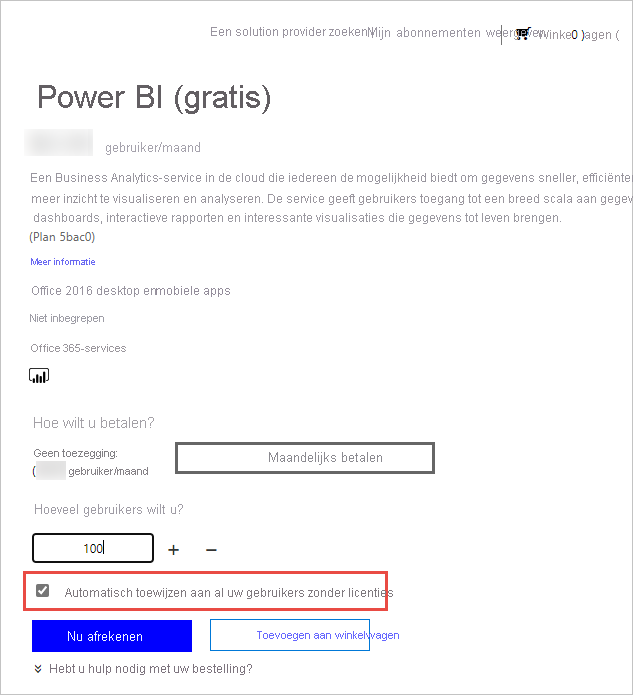 Een solution provider zoeken Mijn abonnementen weergeven Winkelwagen ( 0 )
Power BI (gratis)
gebruiker/maand
Een Business Analytics-service in de cloud die iedereen de mogelijkheid biedt om gegevens sneller, efficiënter
meer inzicht te visualiseren en analyseren. De service geeft gebruikers toegang tot een breed scala aan gegev
dashboards, interactieve rapporten en interessante visualisaties die gegevens tot leven brengen.
(Plan 5bac0)
Meer informatie
Office 2016 desktop enmobiele apps
Niet inbegrepen
Office 365-services
Hoe wilt u betalen?
Geen toezegging:
( gebruiker/maand
Maandelijks betalen
Hoeveel gebruikers wilt u?
100 + −
Automatisch toewijzen aan al uw gebruikers zonder licenties
Nu afrekenen Toevoegen aan winkelwagen
Hebt u hulp nodig met uw bestelling?